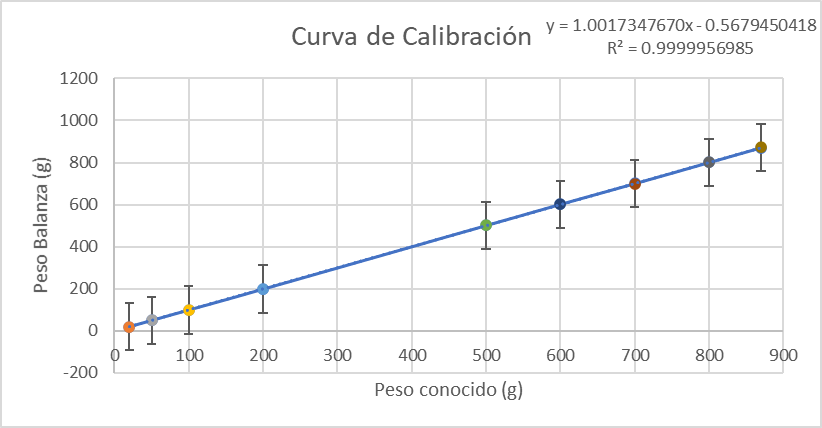 Curva de Calibración
y = 1.0017347670x - 0.5679450418
R² = 0.9999956985
Peso Balanza (g)
1200
1000
800
600
400
200
0
-200
0 100 200 300 400 500 600 700 800 900
Peso conocido (g)